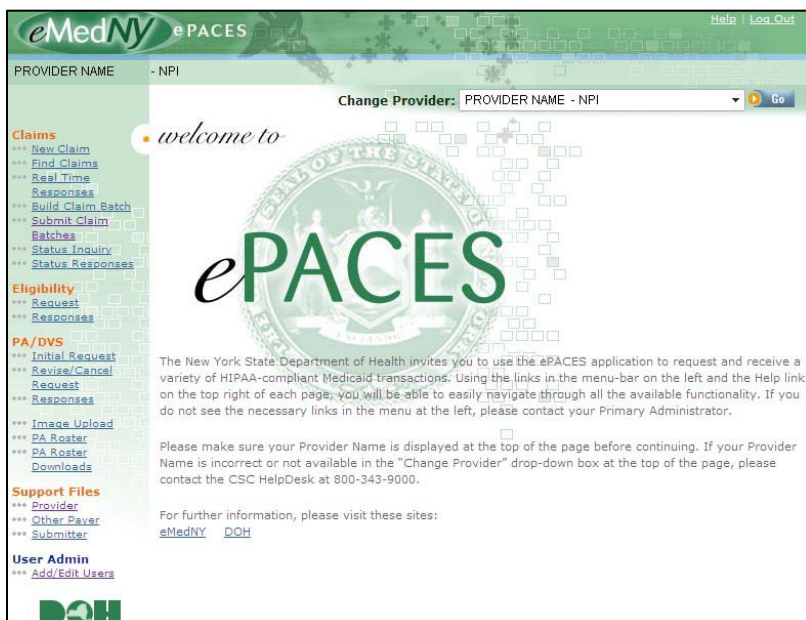 eMedNY ePACES
Help | Log Out
PROVIDER NAME - NPI
Change Provider: PROVIDER NAME - NPI Go
Claims
New Claim
Find Claims
Real Time
Responses
Build Claim Batch
Submit Claim
Batches
Status Inquiry
Status Responses
Eligibility
Request
Responses
PA/DVS
Initial Request
Revise/Cancel
Request
Responses
Image Upload
PA Roster
PA Roster
Downloads
Support Files
Provider
Other Payer
Submitter
User Admin
Add/Edit Users
DOH
welcome to
SEAL OF THE STATE OF
EXCELSIOR
ePACES
The New York State Department of Health invites you to use the ePACES application to request and receive a
variety of HIPAA-compliant Medicaid transactions. Using the links in the menu-bar on the left and the Help link
on the top right of each page, you will be able to easily navigate through all the available functionality. If you
do not see the necessary links in the menu at the left, please contact your Primary Administrator.
Please make sure your Provider Name is displayed at the top of the page before continuing. If your Provider
Name is incorrect or not available in the "Change Provider" drop-down box at the top of the page, please
contact the CSC HelpDesk at 800-343-9000.
For further information, please visit these sites:
eMedNY DOH